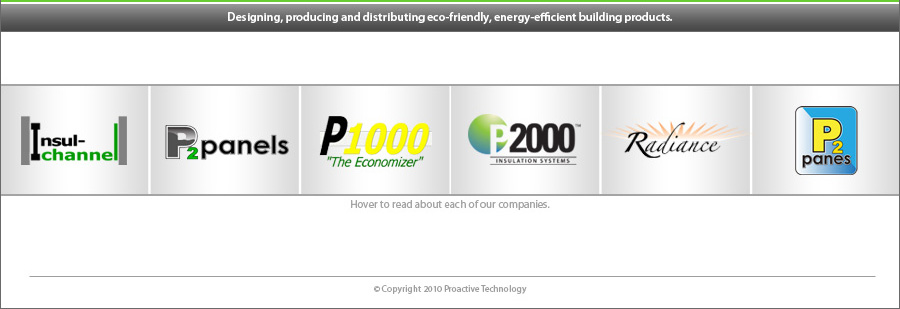 Designing, producing and distributing eco-friendly, energy-efficient building products.
Insul-
channel
P2panels
P1000
"The Economizer"
P2000™
INSULATION SYSTEMS
Radiance
P2
panes
Hover to read about each of our companies.
© Copyright 2010 Proactive Technology